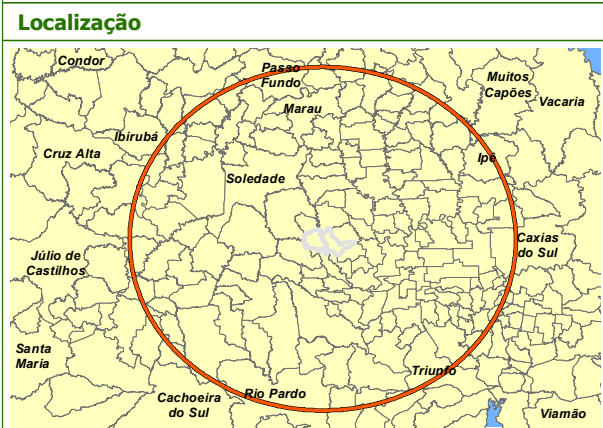 Localização
Condor
Passo
Fundo
Muitos
Capões
Vacaria
Marau
Ibirubá
Cruz Alta
Ipê
Soledade
Caxias
do Sul
Júlio de
Castilhos
Santa
Maria
Triunfo
Rio Pardo
Cachoeira
do Sul
Viamão